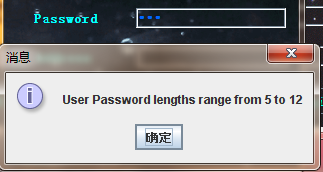 Password
消息
User Password lengths range from 5 to 12
确定